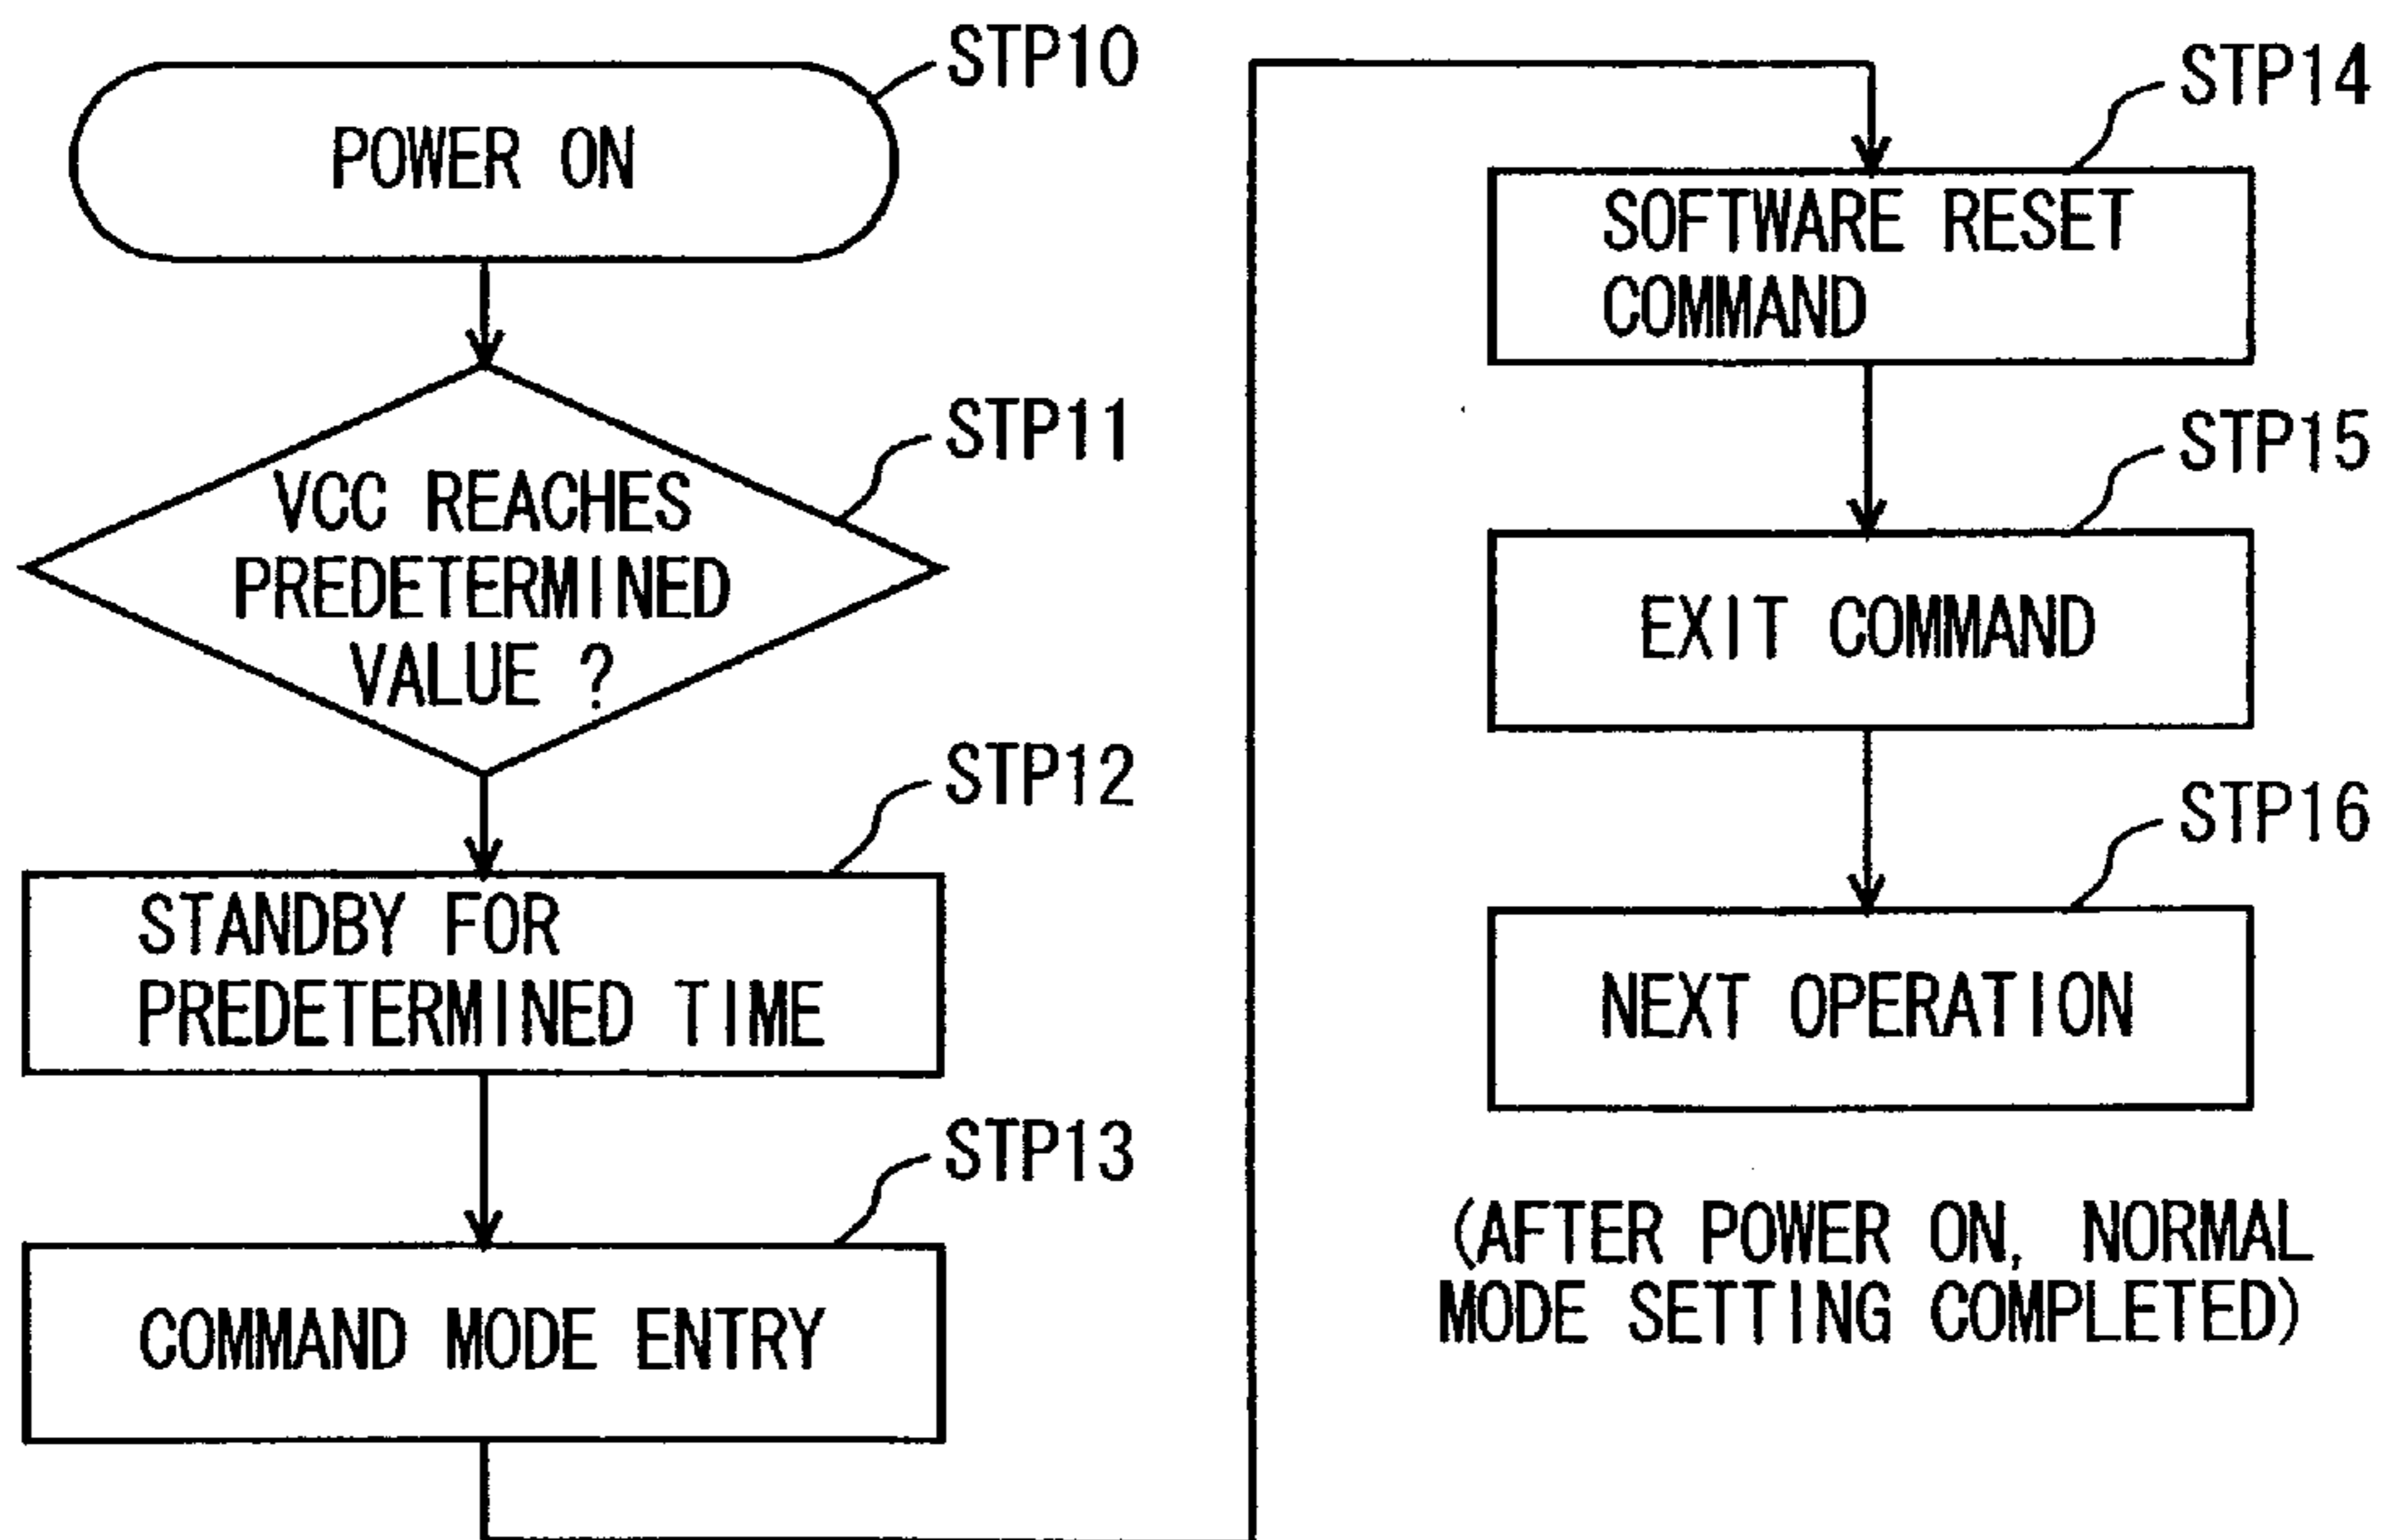 STP10
POWER ON
STP11
VCC REACHES
PREDETERMINED
VALUE ?
STP12
STANDBY FOR
PREDETERMINED TIME
STP13
COMMAND MODE ENTRY
STP14
SOFTWARE RESET
COMMAND
STP15
EXIT COMMAND
STP16
NEXT OPERATION
(AFTER POWER ON, NORMAL
MODE SETTING COMPLETED)